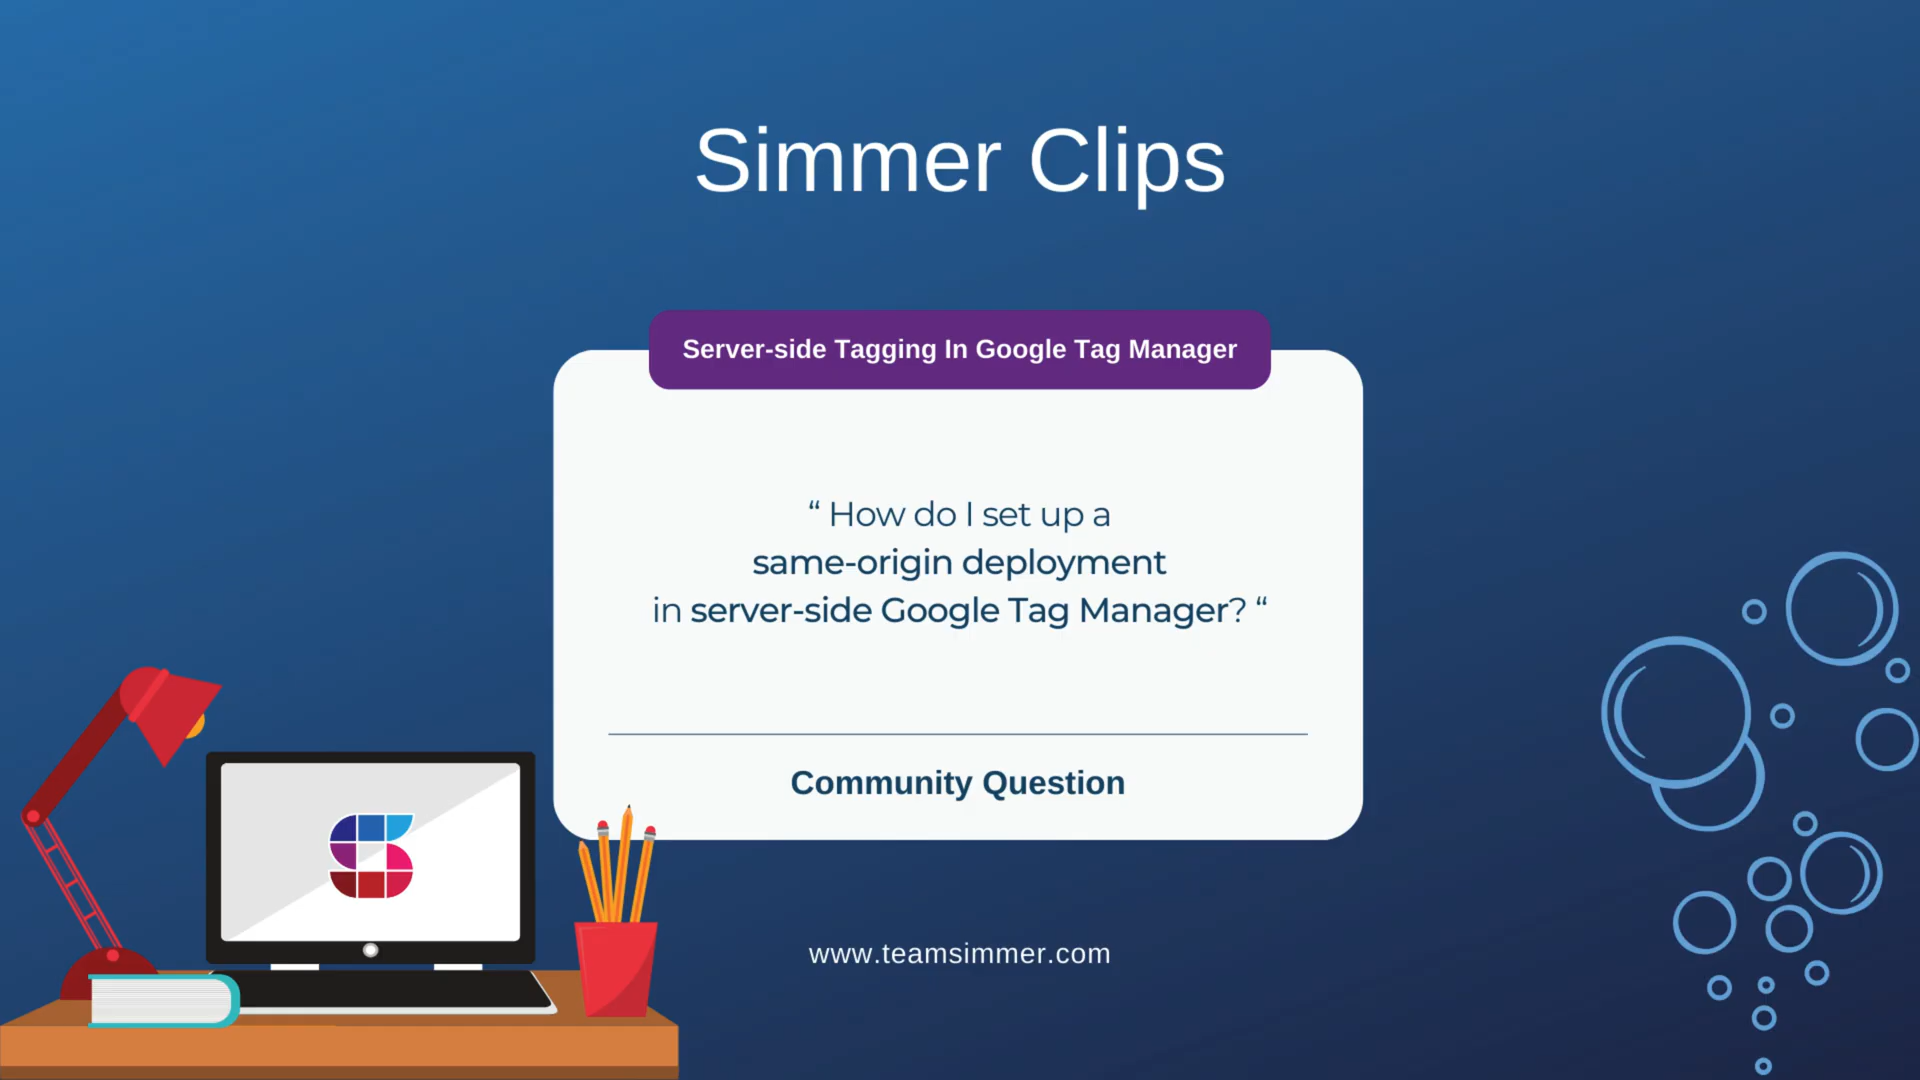 Simmer Clips
Server-side Tagging In Google Tag Manager
“ How do I set up a
same-origin deployment
in server-side Google Tag Manager? “
Community Question
www.teamsimmer.com